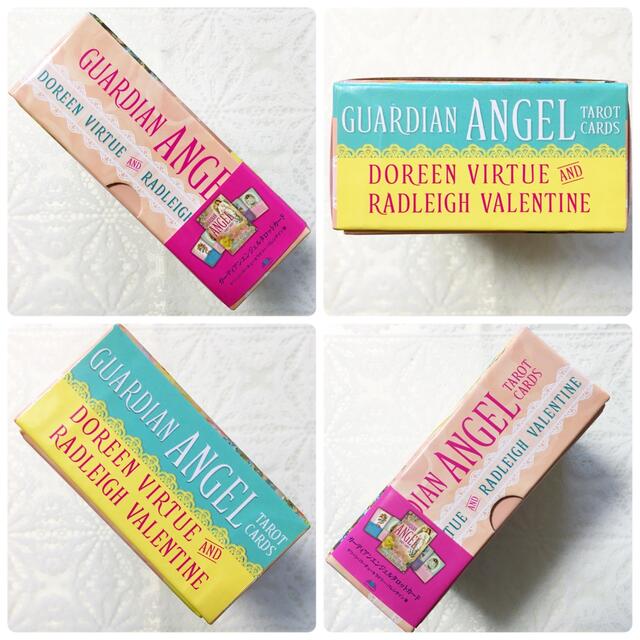 GUARDIAN ANGE
DOREEN VIRTUE AND RADLEIG
ANGEL
ガーディアンエンジェルタロットカード
GUARDIAN ANGEL TAROT CARDS
DOREEN VIRTUE AND
RADLEIGH VALENTINE
GUARDIAN ANGEL TAROT CARDS
DOREEN VIRTUE AND
RADLEIGH VALENTINE
DIAN ANGEL TAROT CARDS
TUE AND RADLEIGH VALENTINE
ANGEL
ガーディアンエンジェルタロットカード